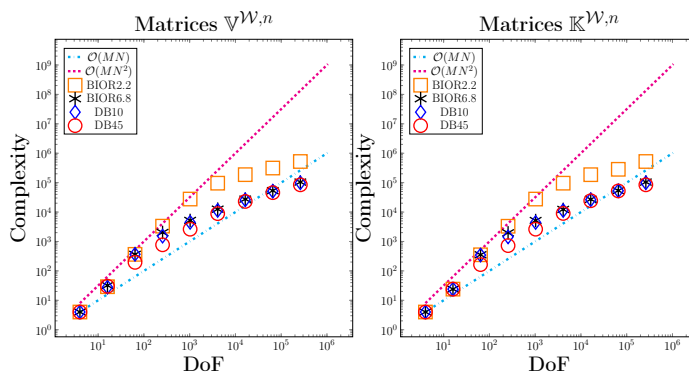 Matrices 𝕍^{𝒲,n}
10⁹
10⁸
10⁷
10⁶
10⁵
10⁴
10³
10²
10¹
10⁰
Complexity
𝒪(MN)
𝒪(MN²)
BIOR2.2
BIOR6.8
DB10
DB45
10¹ 10² 10³ 10⁴ 10⁵ 10⁶
DoF
Matrices 𝕂^{𝒲,n}
10⁹
10⁸
10⁷
10⁶
10⁵
10⁴
10³
10²
10¹
10⁰
Complexity
𝒪(MN)
𝒪(MN²)
BIOR2.2
BIOR6.8
DB10
DB45
10¹ 10² 10³ 10⁴ 10⁵ 10⁶
DoF